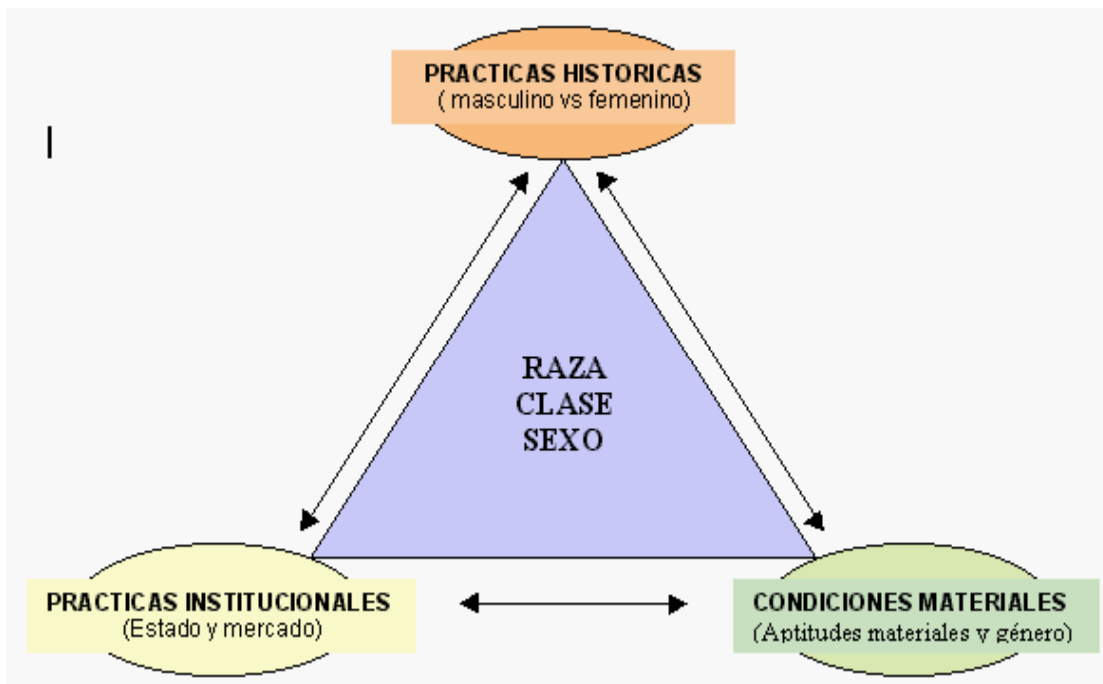 PRACTICAS HISTORICAS
( masculino vs femenino)
RAZA
CLASE
SEXO
PRACTICAS INSTITUCIONALES
(Estado y mercado)
CONDICIONES MATERIALES
(Aptitudes materiales y género)